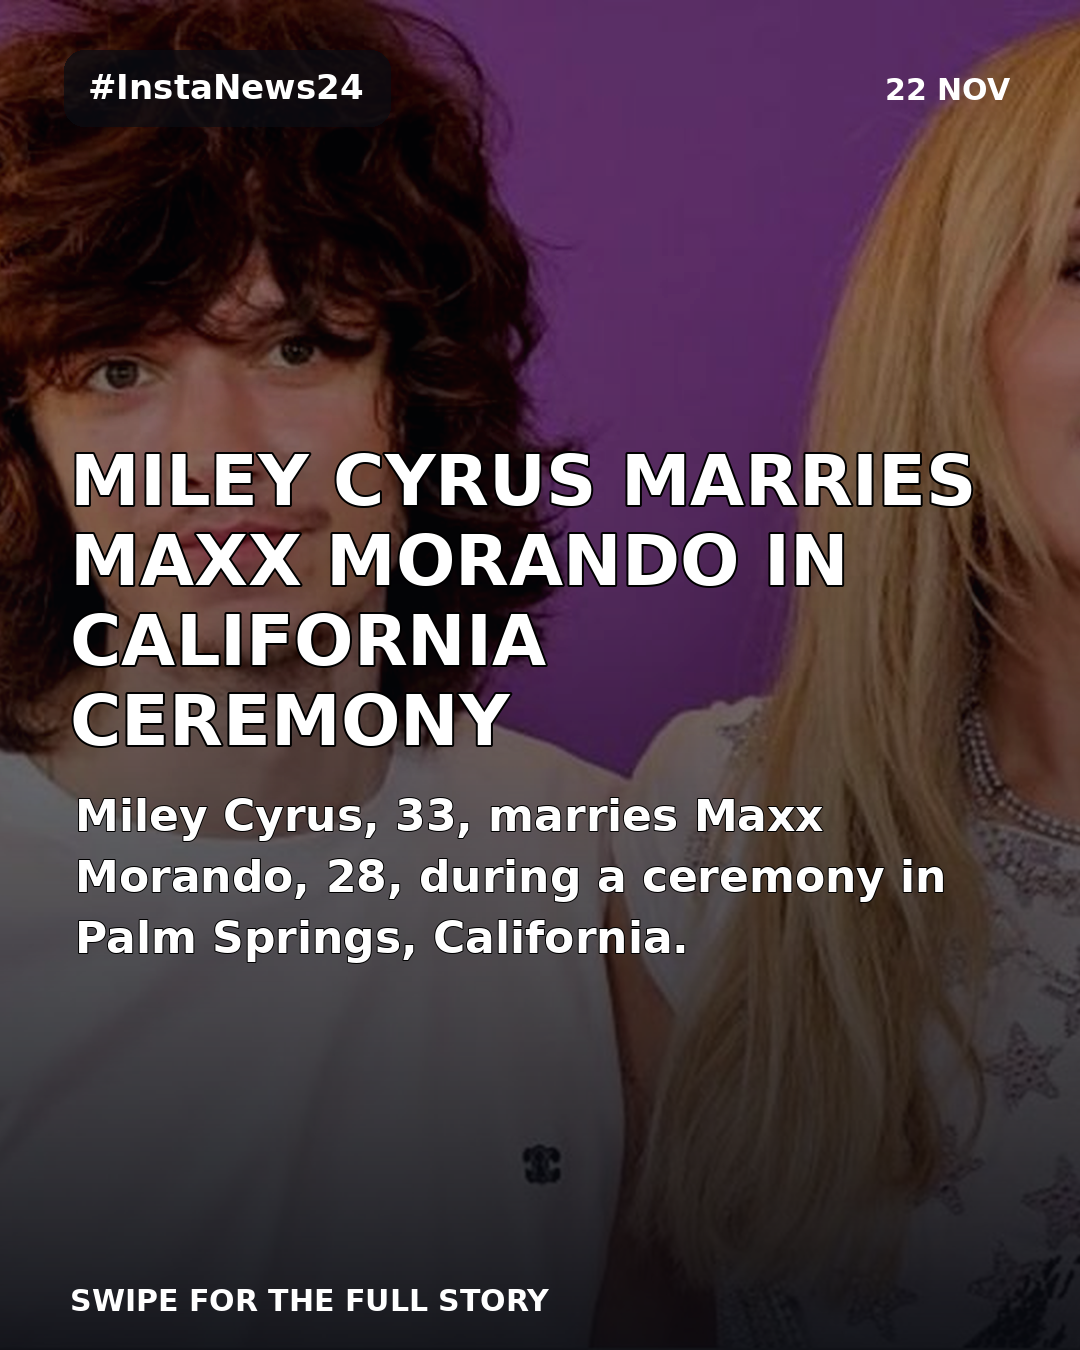 #InstaNews24
22 NOV
MILEY CYRUS MARRIES
MAXX MORANDO IN
CALIFORNIA
CEREMONY
Miley Cyrus, 33, marries Maxx
Morando, 28, during a ceremony in
Palm Springs, California.
SWIPE FOR THE FULL STORY